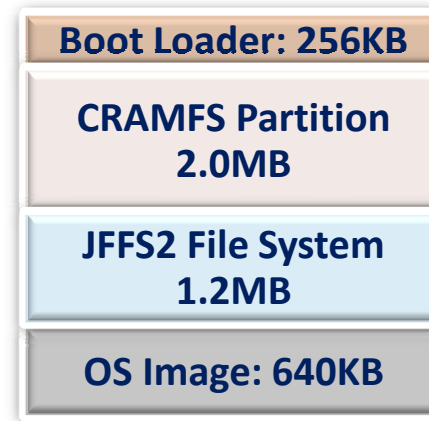 Boot Loader: 256KB
CRAMFS Partition
2.0MB
JFFS2 File System
1.2MB
OS Image: 640KB